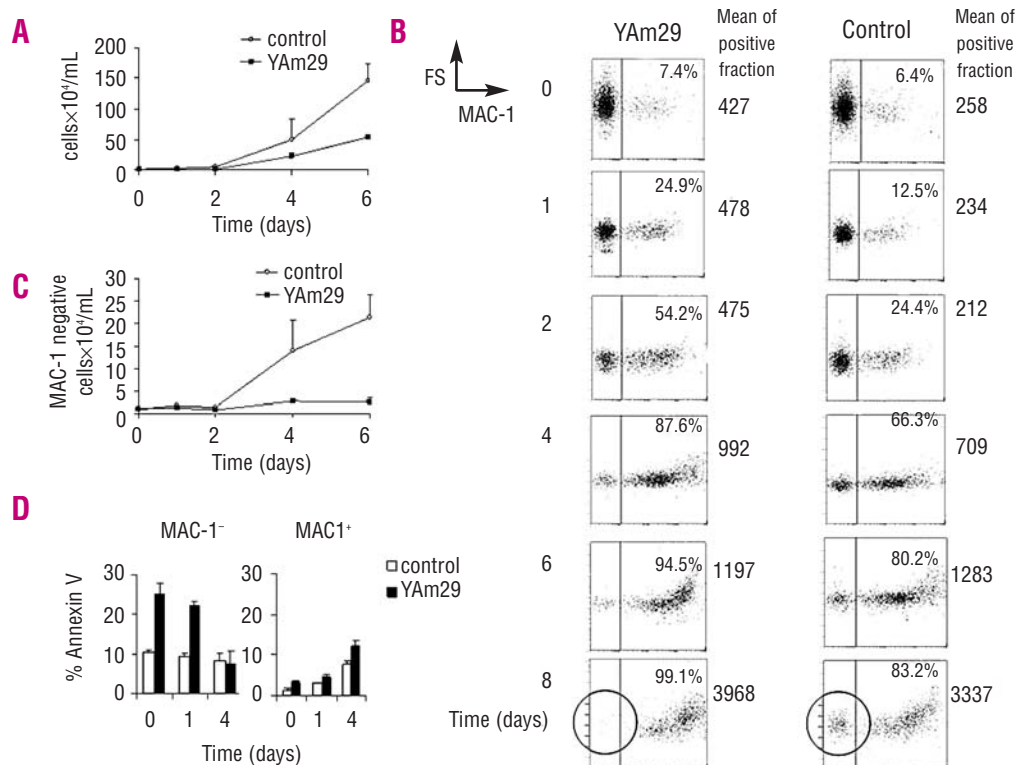 A
control
YAm29
200
150
100
50
0
cells×10⁴/mL
0 2 4 6
Time (days)
C
control
YAm29
30
25
20
15
10
5
0
MAC-1 negative
cells×10⁴/mL
0 2 4 6
Time (days)
D
MAC-1⁻ MAC1⁺
control
YAm29
% Annexin V
30 30
20 20
10 10
0 0
0 1 4 0 1 4
Time (days)
B
FS
MAC-1
YAm29 Mean of positive fraction Control Mean of positive fraction
0 7.4% 427 6.4% 258
1 24.9% 478 12.5% 234
2 54.2% 475 24.4% 212
4 87.6% 992 66.3% 709
6 94.5% 1197 80.2% 1283
8 99.1% 3968 83.2% 3337
Time (days)